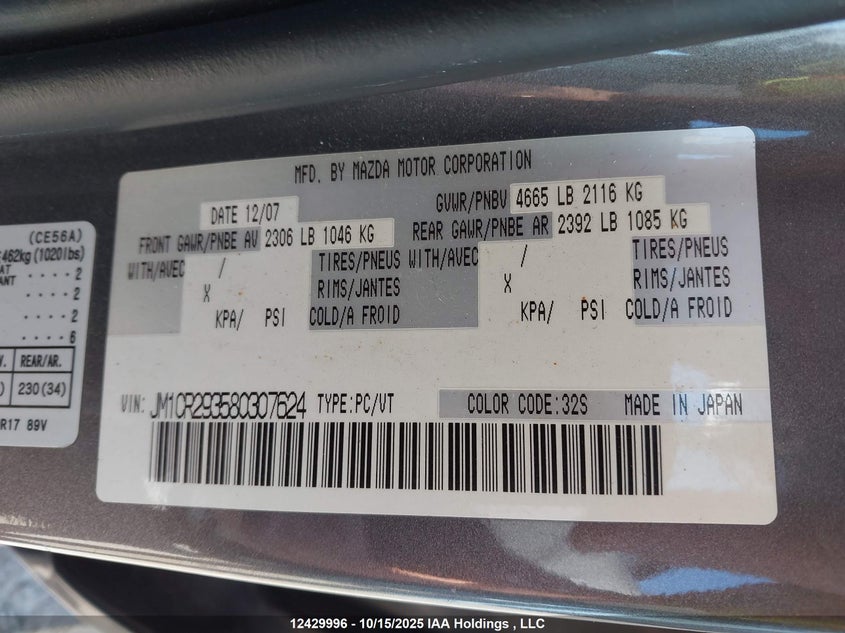 MFD. BY MAZDA MOTOR CORPORATION
DATE 12/07
GVWR/PNBV 4665 LB 2116 KG
FRONT GAWR/PNBE AV 2306 LB 1046 KG
REAR GAWR/PNBE AR 2392 LB 1085 KG
WITH/AVEC / TIRES/PNEUS WITH/AVEC / TIRES/PNEUS
X RIMS/JANTES X RIMS/JANTES
KPA/ PSI COLD/A FROID KPA/ PSI COLD/A FROID
VIN: JM1CR293580307624 TYPE:PC/VT COLOR CODE:32S MADE IN JAPAN
(CE56A)
462kg (1020lbs)
.... 2
.... 2
.... 2
.... 6
REAR/AR.
230(34)
R17 89V
12429996 - 10/15/2025 IAA Holdings , LLC